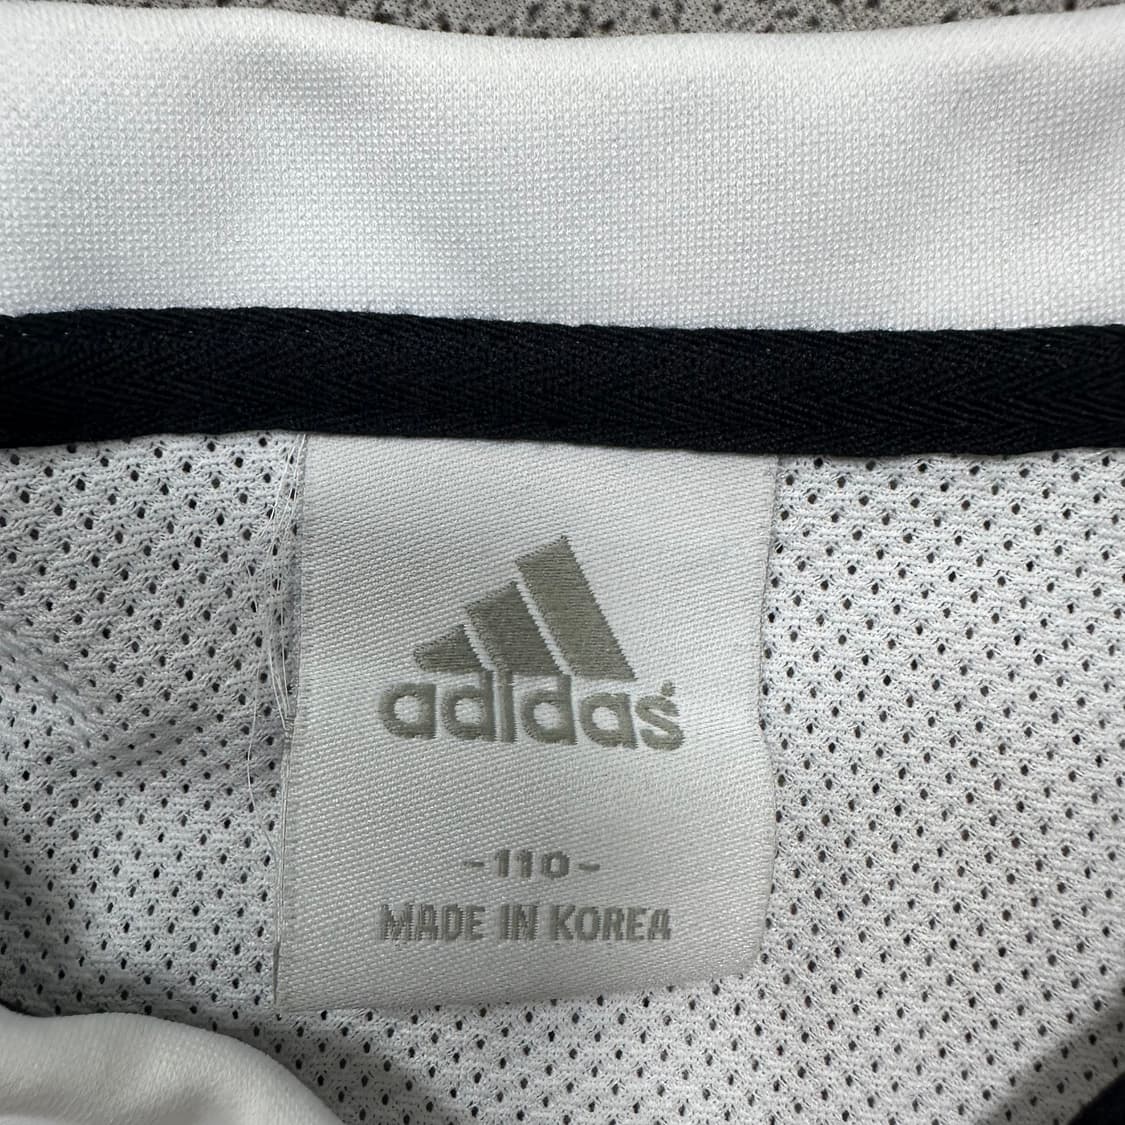 adidas
-110-
MADE IN KOREA